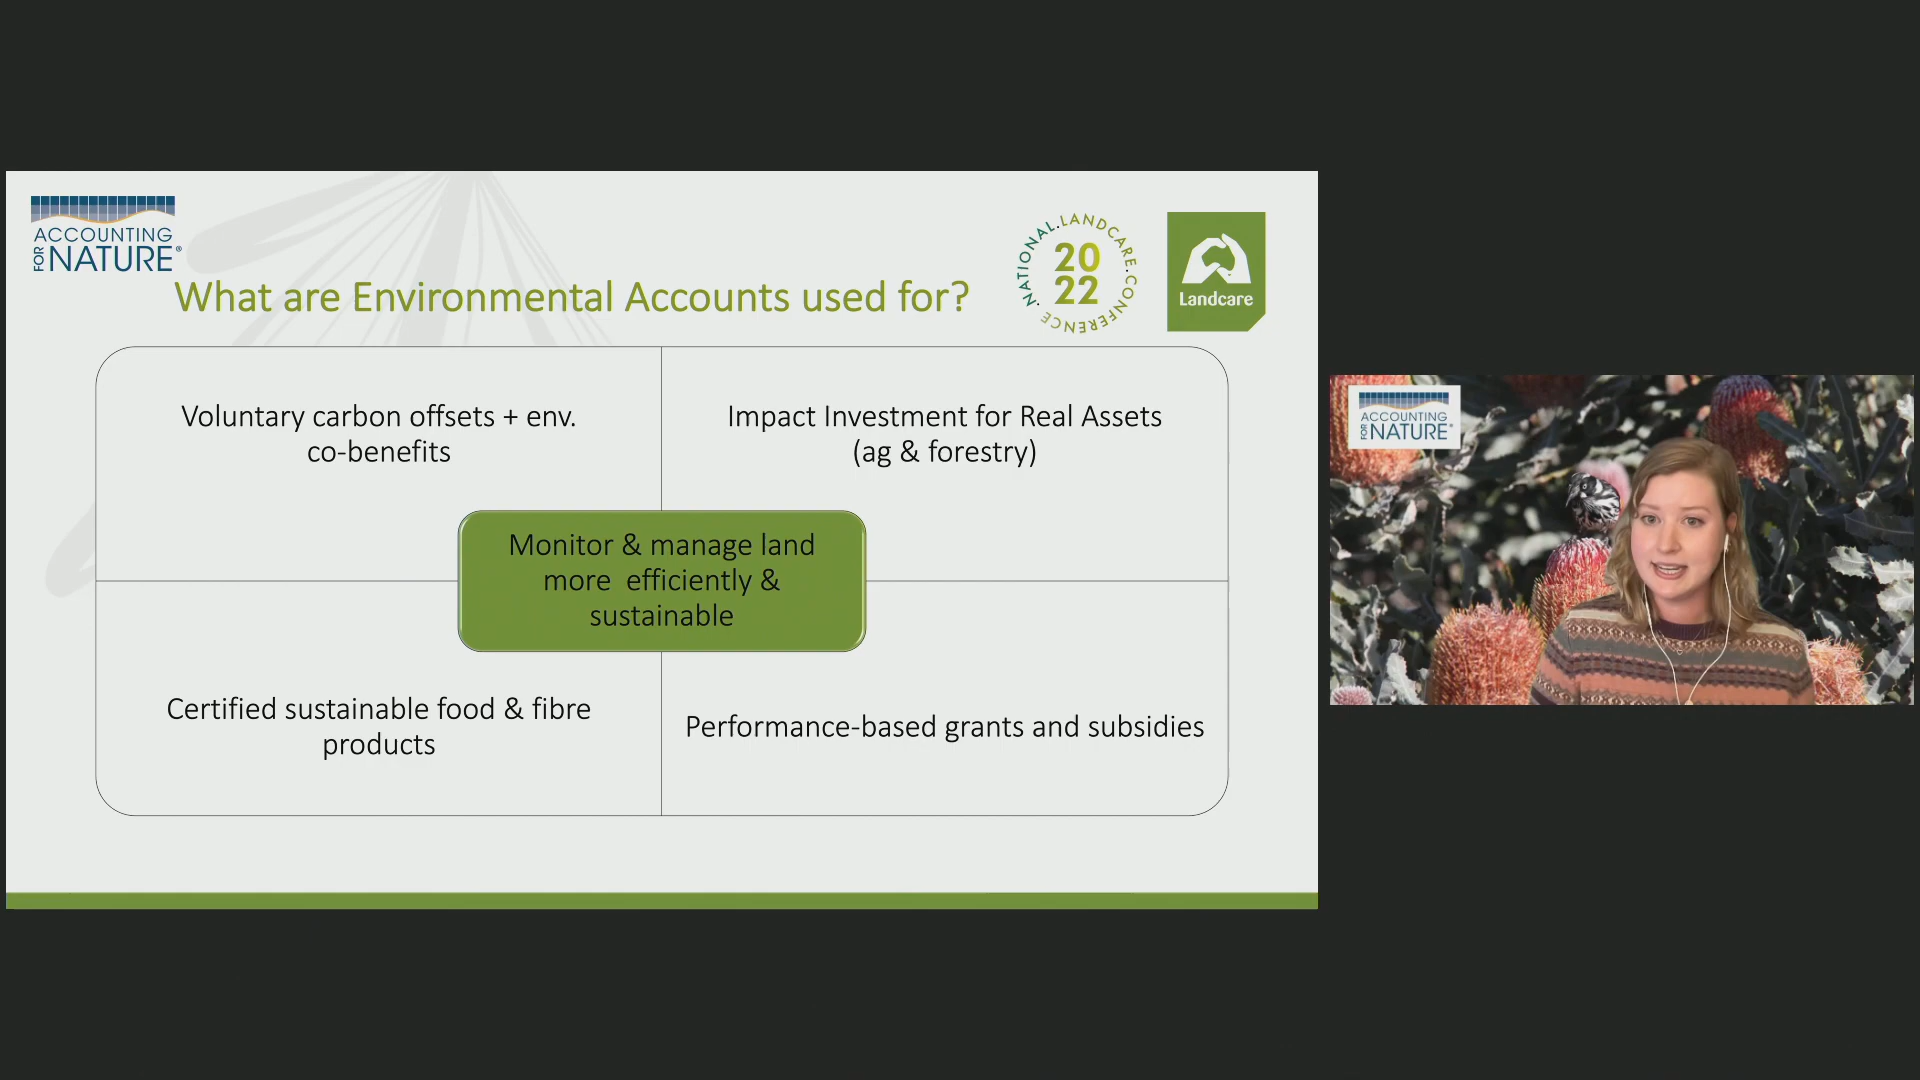 ACCOUNTING
FOR NATURE®
What are Environmental Accounts used for?
.NATIONAL.LANDCARE.CONFERENCE
20
22
Landcare
Voluntary carbon offsets + env.
co-benefits
Impact Investment for Real Assets
(ag & forestry)
Monitor & manage land
more  efficiently &
sustainable
Certified sustainable food & fibre
products
Performance-based grants and subsidies
ACCOUNTING
FOR NATURE®